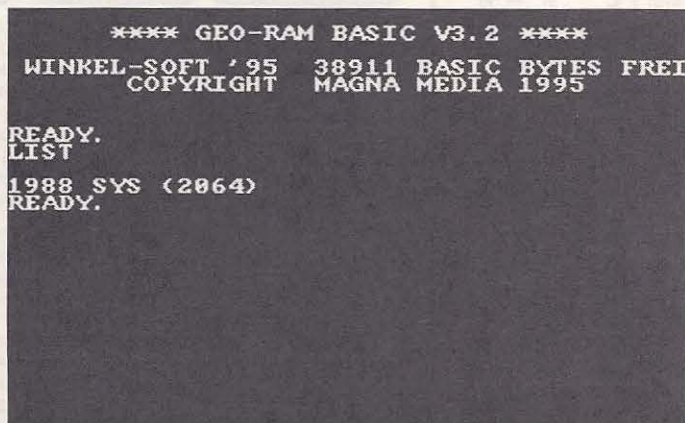 **** GEO-RAM BASIC V3.2 ****
WINKEL-SOFT '95 38911 BASIC BYTES FREI
COPYRIGHT MAGNA MEDIA 1995
READY.
LIST
1988 SYS (2064)
READY.